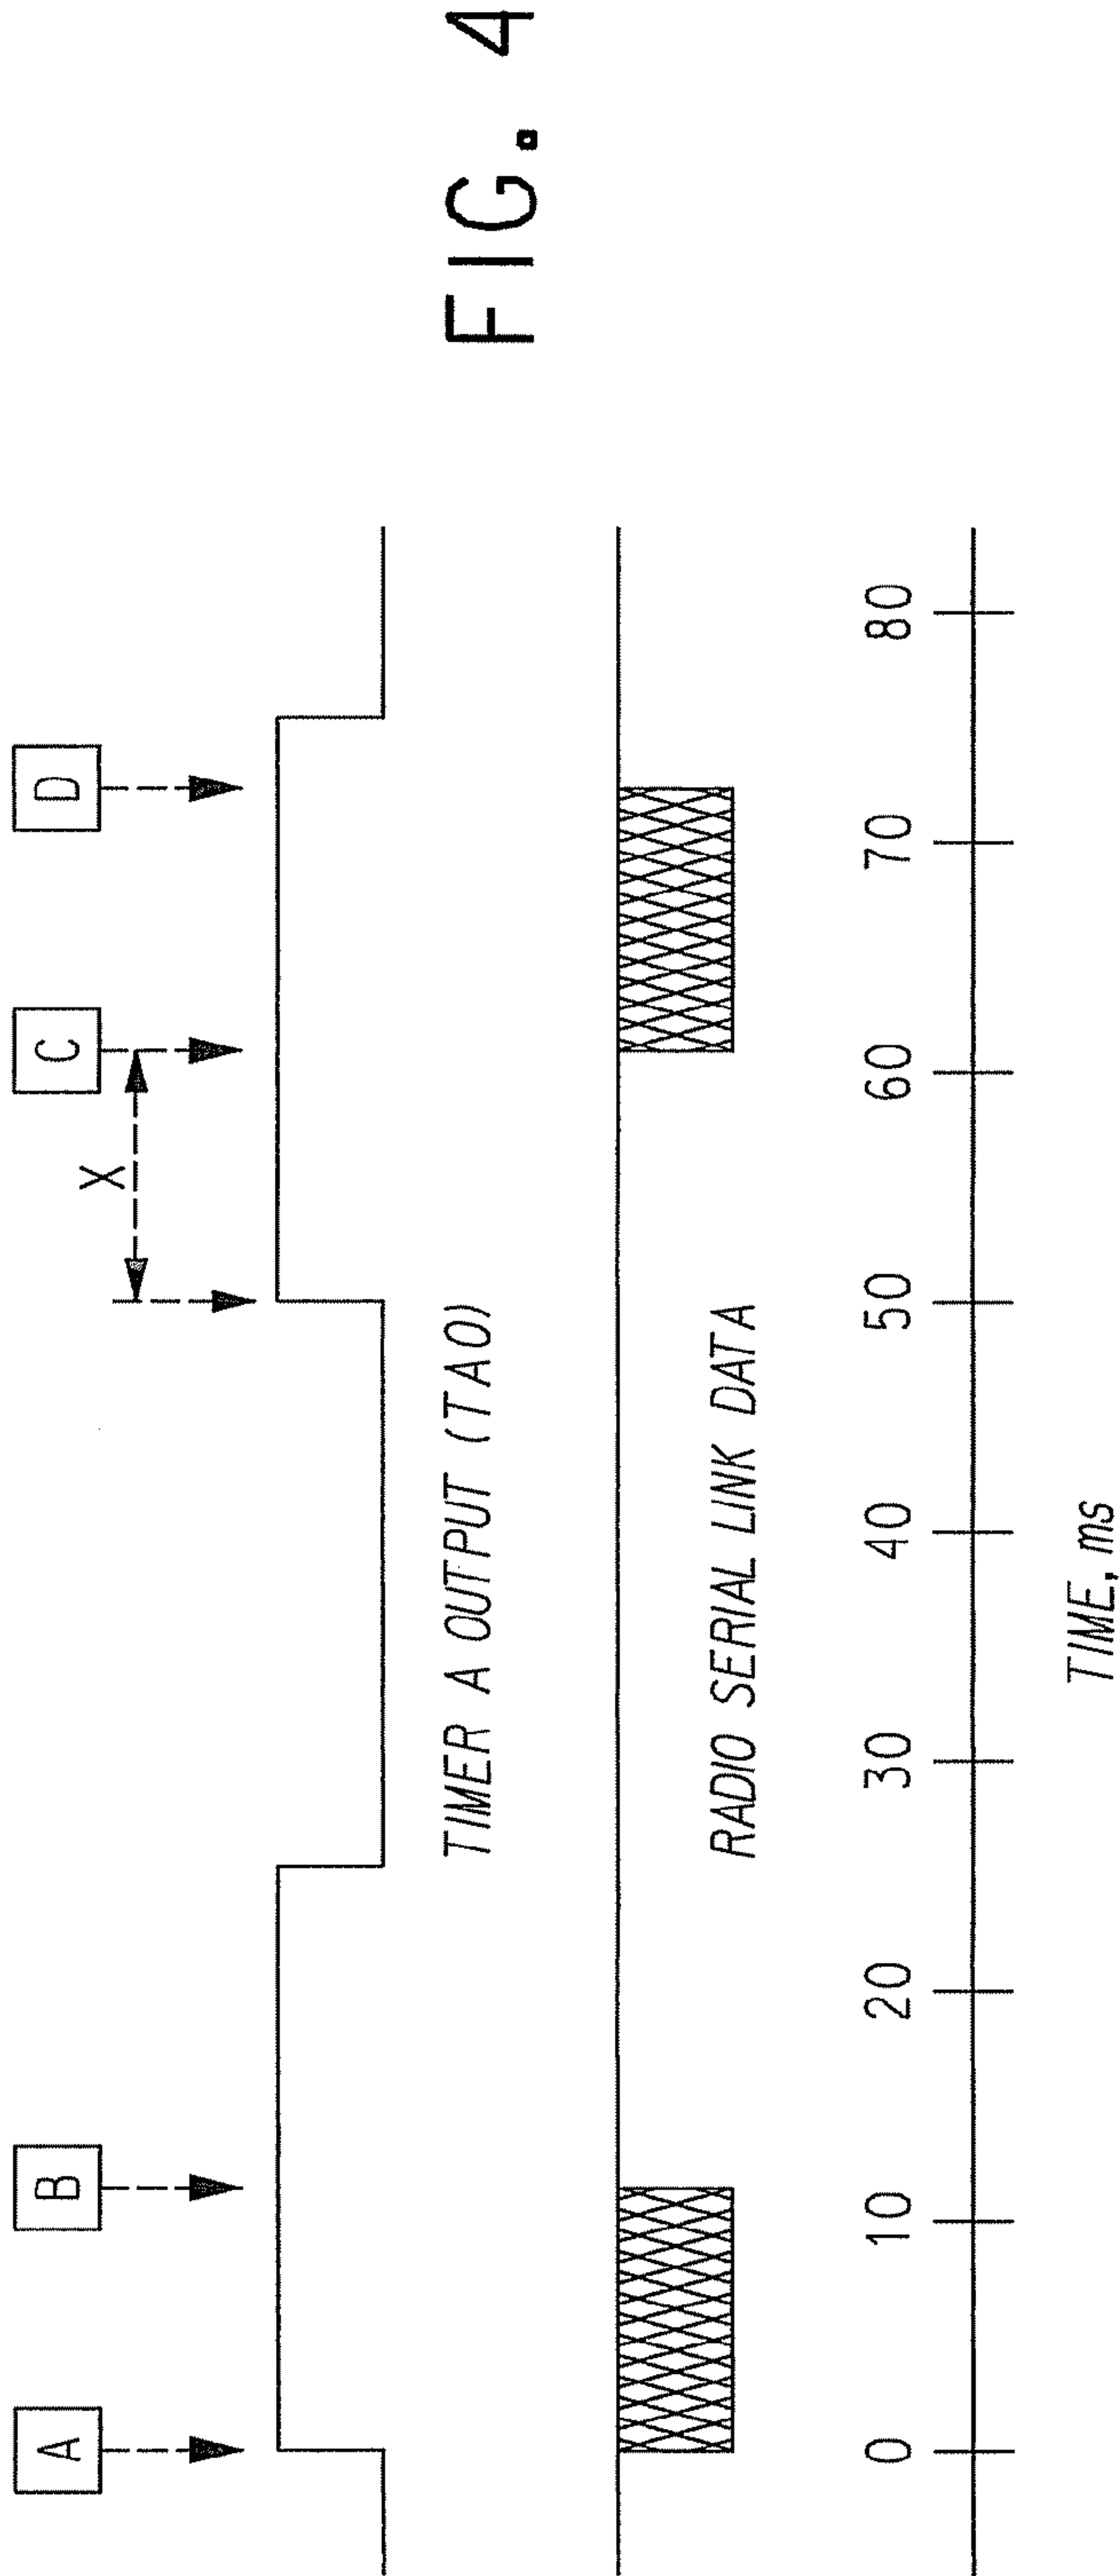 A
B
X
C
D
TIMER A OUTPUT (TAO)
RADIO SERIAL LINK DATA
0 10 20 30 40 50 60 70 80
TIME, ms
FIG. 4